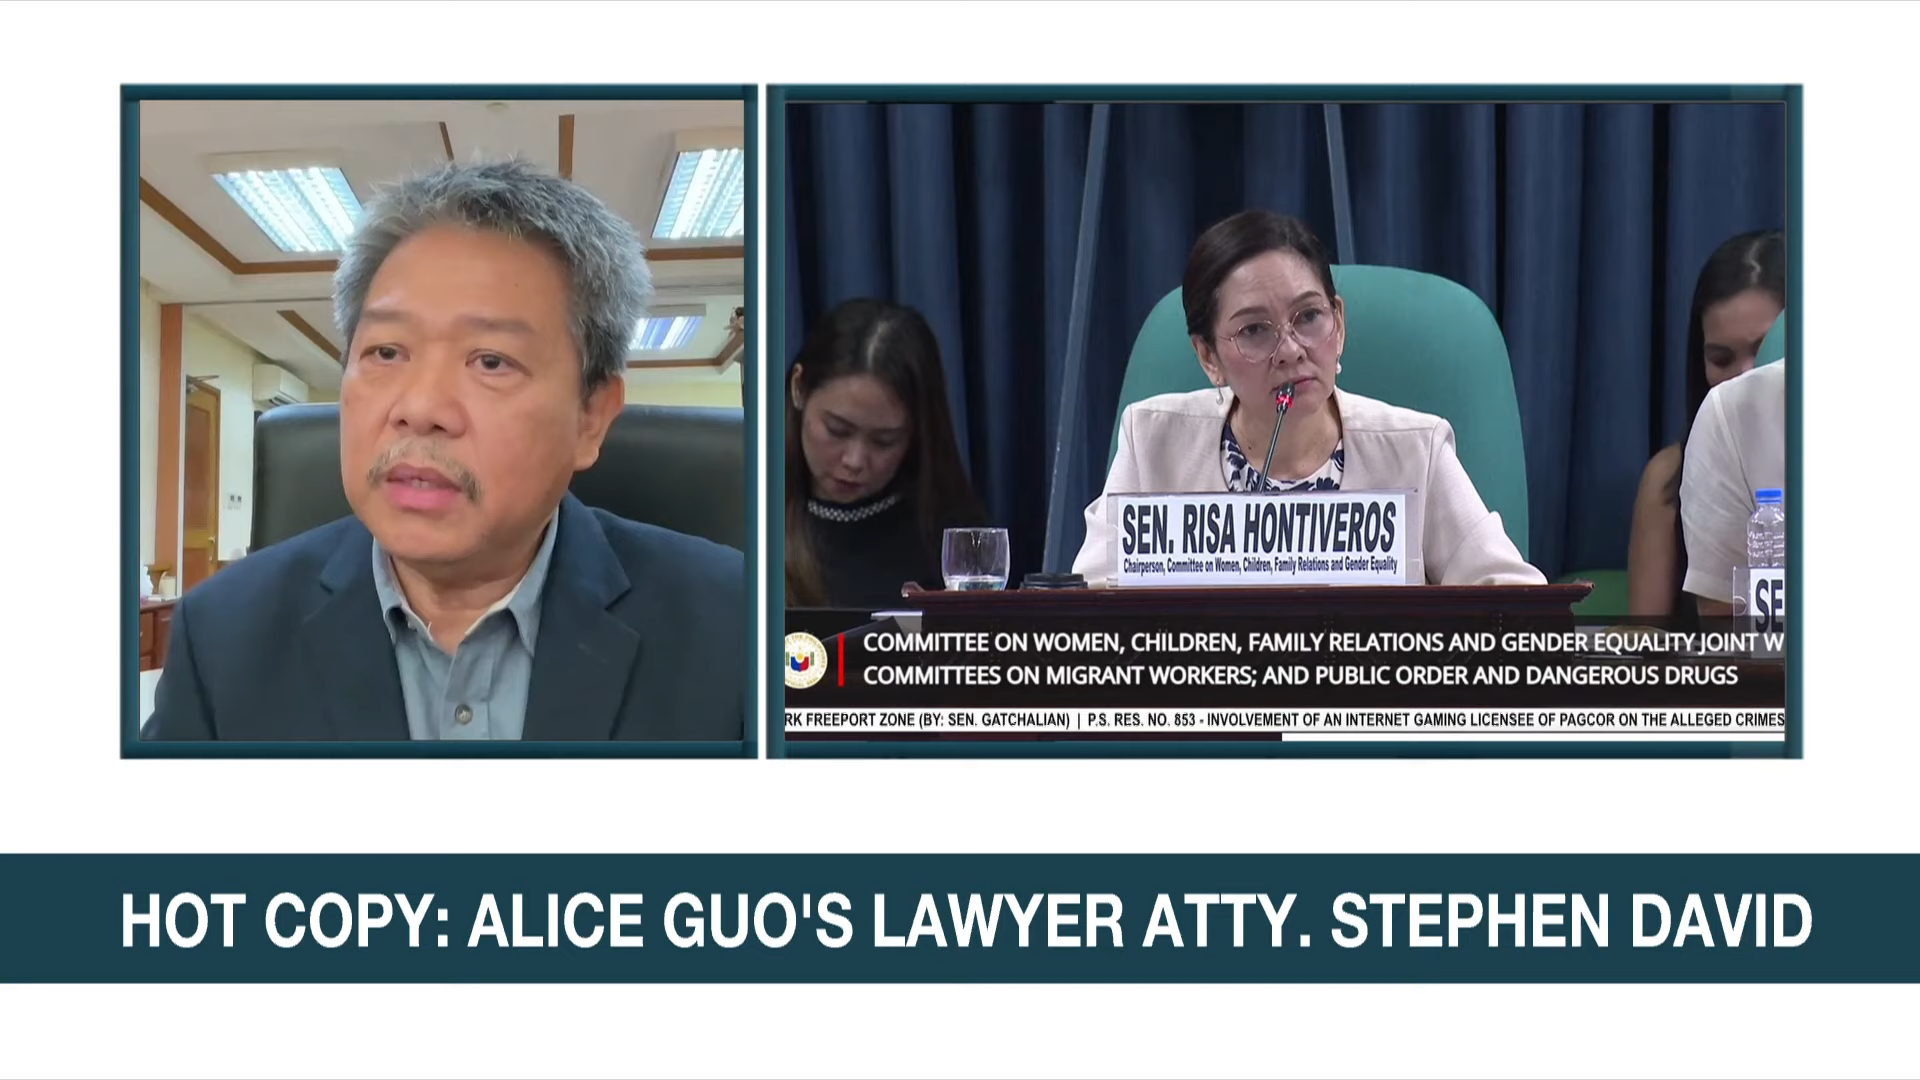 SEN. RISA HONTIVEROS
Chairperson, Committee on Women, Children, Family Relations and Gender Equality
SE
COMMITTEE ON WOMEN, CHILDREN, FAMILY RELATIONS AND GENDER EQUALITY JOINT W
COMMITTEES ON MIGRANT WORKERS; AND PUBLIC ORDER AND DANGEROUS DRUGS
RK FREEPORT ZONE (BY: SEN. GATCHALIAN) | P.S. RES. NO. 853 - INVOLVEMENT OF AN INTERNET GAMING LICENSEE OF PAGCOR ON THE ALLEGED CRIMES
HOT COPY: ALICE GUO'S LAWYER ATTY. STEPHEN DAVID